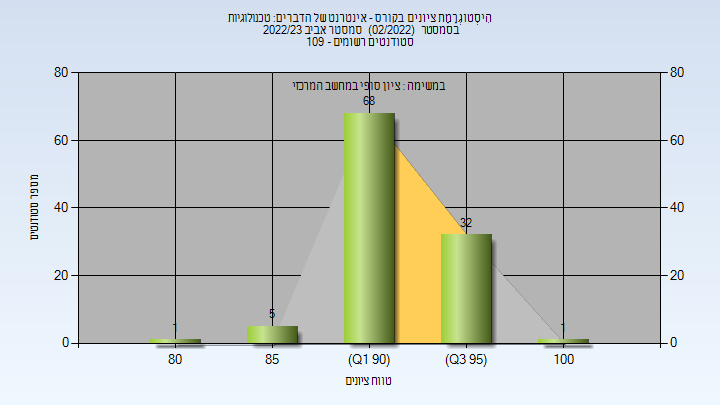 הִיסְטוֹגְרַמַּת ציונים בקורס - אינטרנט של הדברים: טכנולוגיות
בסמסטר (02/2022) סמסטר אביב 2022/23
סטודנטים רשומים - 109
במשימה : ציון סופי במחשב המרכזי
80 80
60 60
40 40
20 20
0 0
מספר סטודנטים
1 5 68 32 1
80 85 (Q1 90) (Q3 95) 100
טווח ציונים